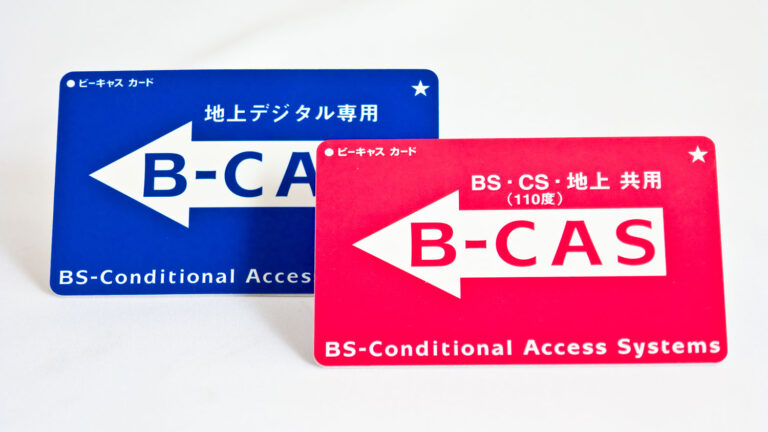 ●ビーキャス カード
★
地上デジタル専用
B-CA
BS-Conditional Access
●ビーキャス カード
★
BS・CS・地上 共用
(110度)
B-CAS
BS-Conditional Access Systems